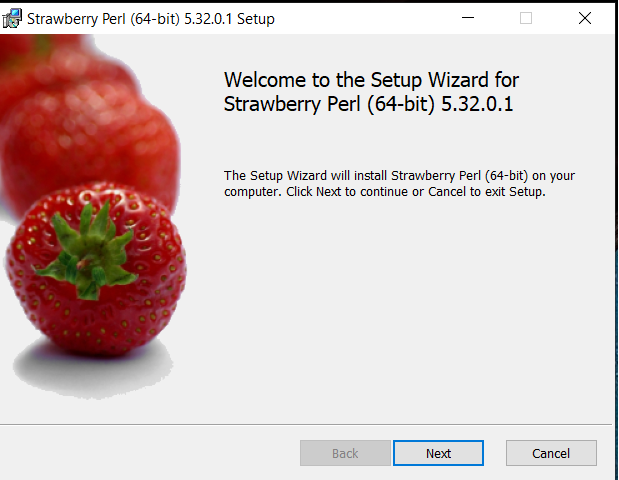 Strawberry Perl (64-bit) 5.32.0.1 Setup
Welcome to the Setup Wizard for
Strawberry Perl (64-bit) 5.32.0.1
The Setup Wizard will install Strawberry Perl (64-bit) on your
computer. Click Next to continue or Cancel to exit Setup.
Back
Next
Cancel